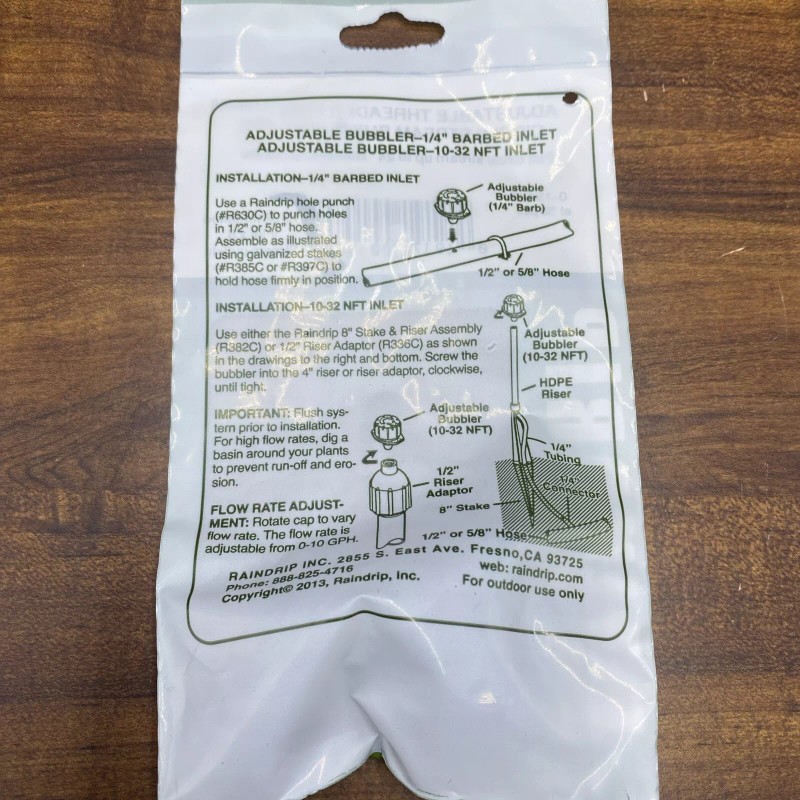 ADJUSTABLE BUBBLER–1/4" BARBED INLET
ADJUSTABLE BUBBLER–10-32 NFT INLET
INSTALLATION–1/4" BARBED INLET
Use a Raindrip hole punch
(#R630C) to punch holes
in 1/2" or 5/8" hose.
Assemble as illustrated
using galvanized stakes
(#R385C or #R397C) to
hold hose firmly in position.
Adjustable
Bubbler
(1/4" Barb)
1/2" or 5/8" Hose
INSTALLATION–10-32 NFT INLET
Use either the Raindrip 8" Stake & Riser Assembly
(R382C) or 1/2" Riser Adaptor (R336C) as shown
in the drawings to the right and bottom. Screw the
bubbler into the 4" riser or riser adaptor, clockwise,
until tight.
Adjustable
Bubbler
(10-32 NFT)
HDPE
Riser
1/4"
Tubing
1/4"
Connector
8" Stake
1/2" or 5/8" Hose
IMPORTANT: Flush sys-
tem prior to installation.
For high flow rates, dig a
basin around your plants
to prevent run-off and ero-
sion.
Adjustable
Bubbler
(10-32 NFT)
1/2"
Riser
Adaptor
FLOW RATE ADJUST-
MENT: Rotate cap to vary
flow rate. The flow rate is
adjustable from 0-10 GPH.
RAINDRIP INC. 2855 S. East Ave. Fresno,CA 93725
Phone: 888-825-4716
web: raindrip.com
Copyright© 2013, Raindrip, Inc.
For outdoor use only